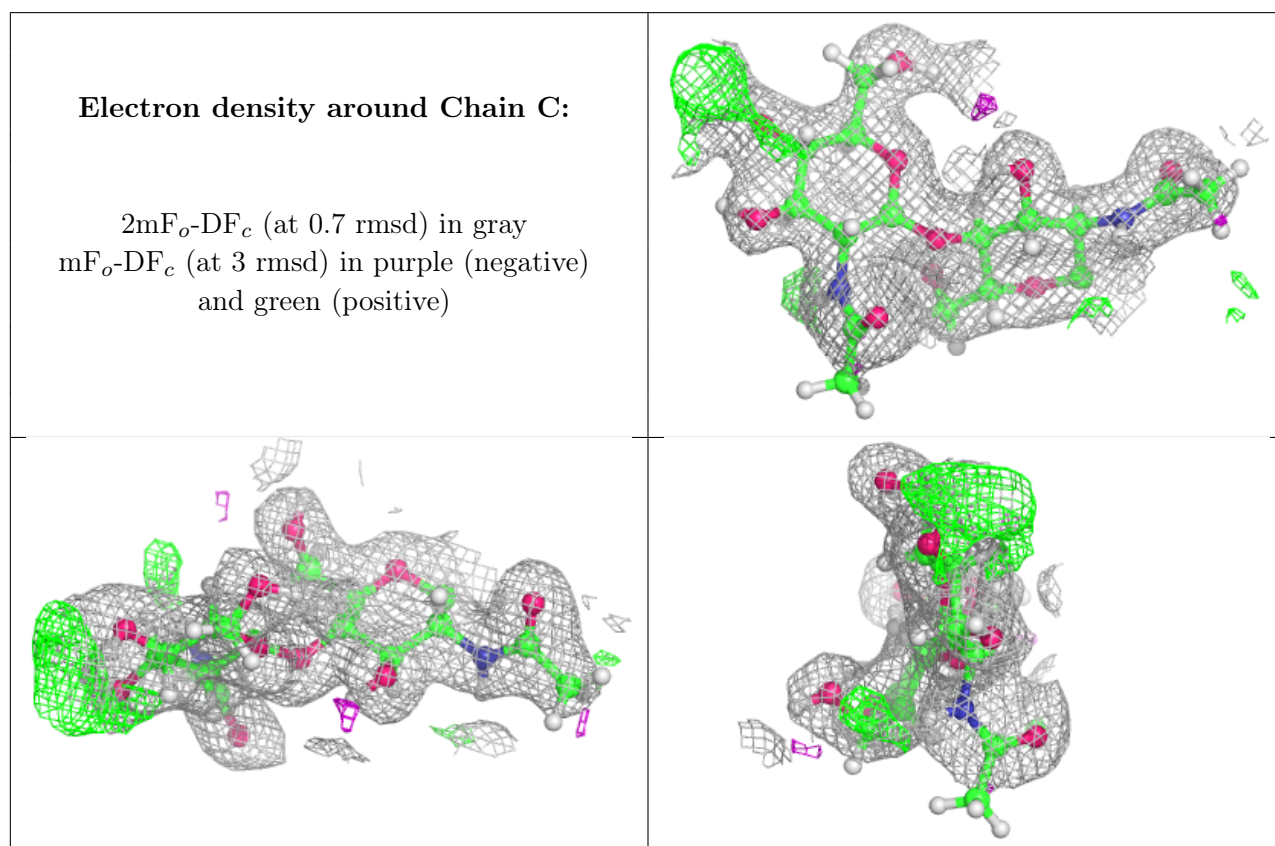 Electron density around Chain C:
2mFo-DFc (at 0.7 rmsd) in gray
mFo-DFc (at 3 rmsd) in purple (negative)
and green (positive)